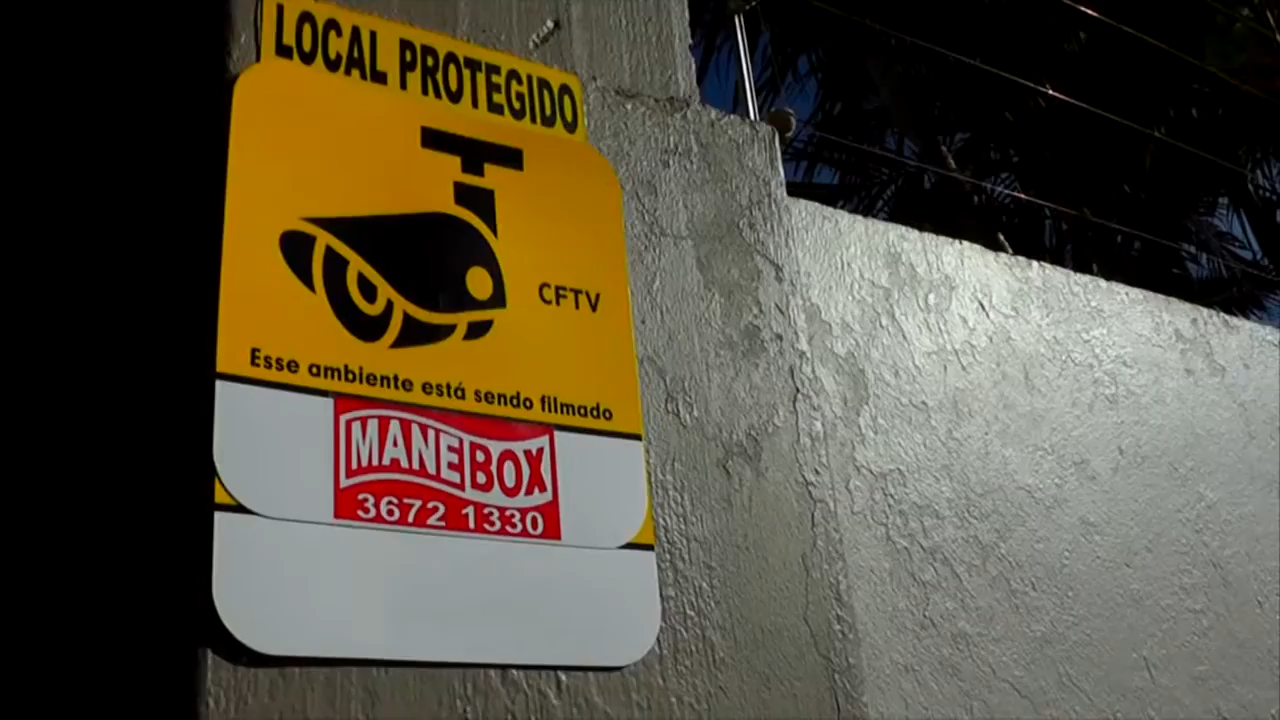 LOCAL PROTEGIDO
CFTV
Esse ambiente está sendo filmado
MANEBOX
3672 1330